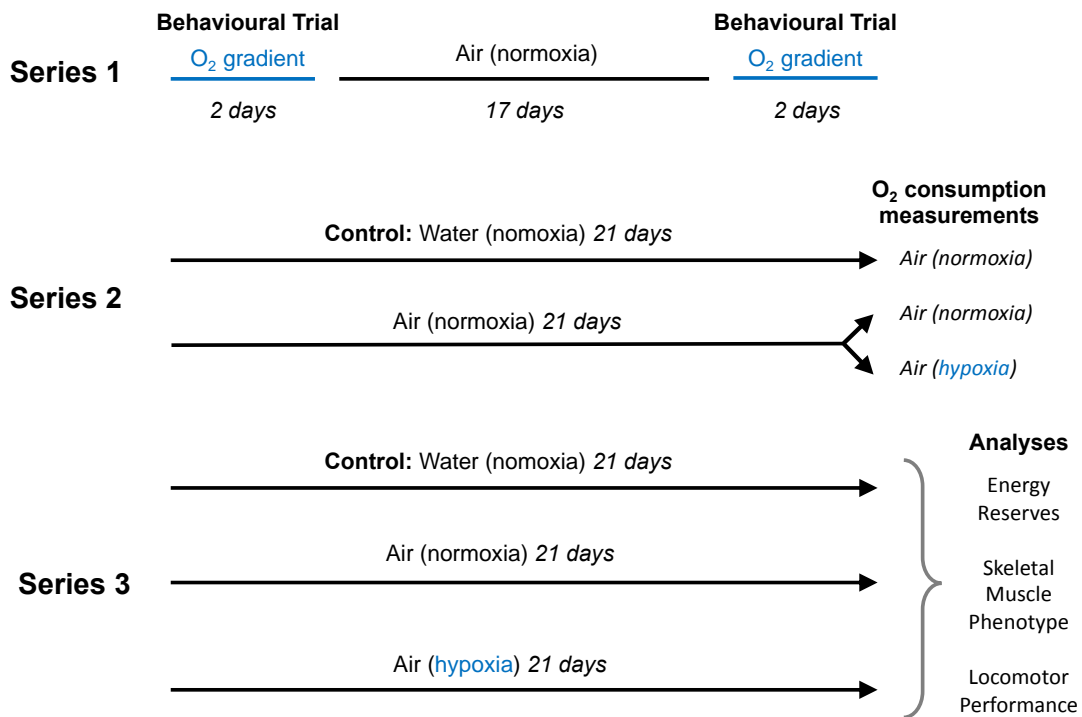 Behavioural Trial
Behavioural Trial
Series 1
O₂ gradient
Air (normoxia)
O₂ gradient
2 days
17 days
2 days
O₂ consumption
measurements
Series 2
Control: Water (nomoxia) 21 days
Air (normoxia)
Air (normoxia) 21 days
Air (normoxia)
Air (hypoxia)
Series 3
Control: Water (nomoxia) 21 days
Air (normoxia) 21 days
Air (hypoxia) 21 days
Analyses
Energy
Reserves
Skeletal
Muscle
Phenotype
Locomotor
Performance